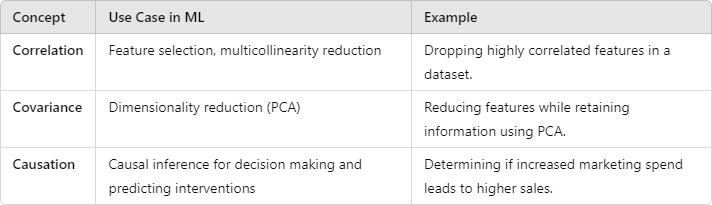 Concept Use Case in ML Example
Correlation Feature selection, multicollinearity reduction Dropping highly correlated features in a
dataset.
Covariance Dimensionality reduction (PCA) Reducing features while retaining
information using PCA.
Causation Causal inference for decision making and Determining if increased marketing spend
predicting interventions leads to higher sales.